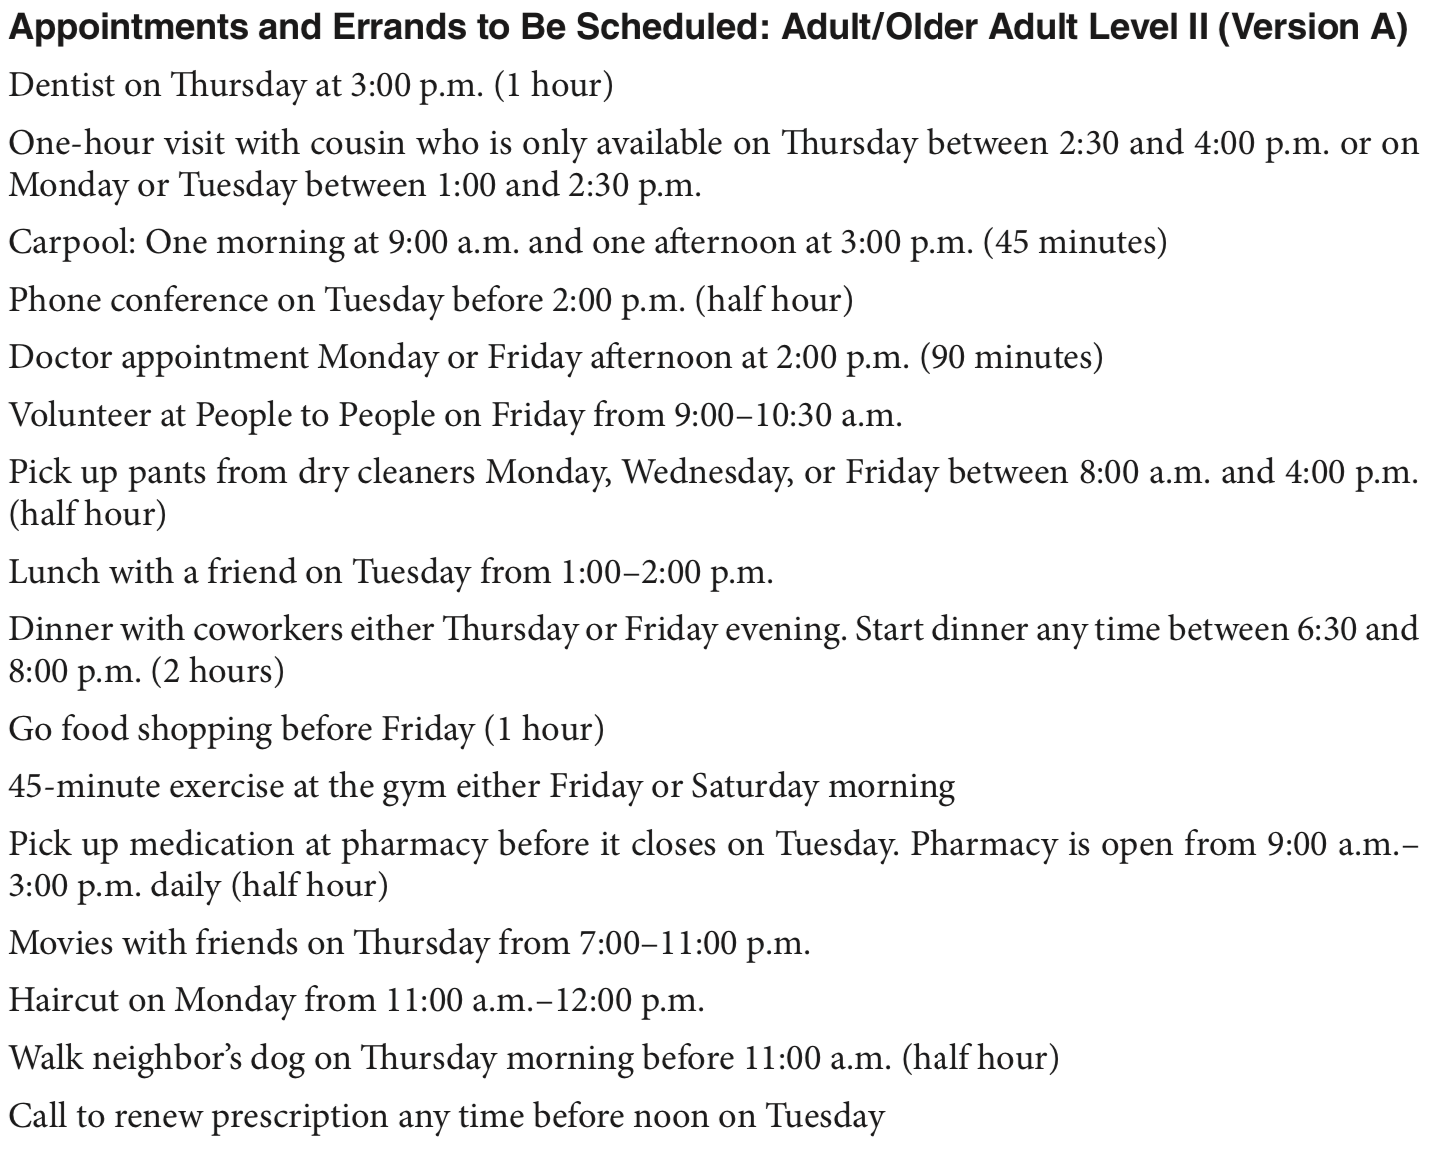 Appointments and Errands to Be Scheduled: Adult/Older Adult Level II (Version A)
Dentist on Thursday at 3:00 p.m. (1 hour)
One-hour visit with cousin who is only available on Thursday between 2:30 and 4:00 p.m. or on
Monday or Tuesday between 1:00 and 2:30 p.m.
Carpool: One morning at 9:00 a.m. and one afternoon at 3:00 p.m. (45 minutes)
Phone conference on Tuesday before 2:00 p.m. (half hour)
Doctor appointment Monday or Friday afternoon at 2:00 p.m. (90 minutes)
Volunteer at People to People on Friday from 9:00–10:30 a.m.
Pick up pants from dry cleaners Monday, Wednesday, or Friday between 8:00 a.m. and 4:00 p.m.
(half hour)
Lunch with a friend on Tuesday from 1:00–2:00 p.m.
Dinner with coworkers either Thursday or Friday evening. Start dinner any time between 6:30 and
8:00 p.m. (2 hours)
Go food shopping before Friday (1 hour)
45-minute exercise at the gym either Friday or Saturday morning
Pick up medication at pharmacy before it closes on Tuesday. Pharmacy is open from 9:00 a.m.–
3:00 p.m. daily (half hour)
Movies with friends on Thursday from 7:00–11:00 p.m.
Haircut on Monday from 11:00 a.m.–12:00 p.m.
Walk neighbor’s dog on Thursday morning before 11:00 a.m. (half hour)
Call to renew prescription any time before noon on Tuesday